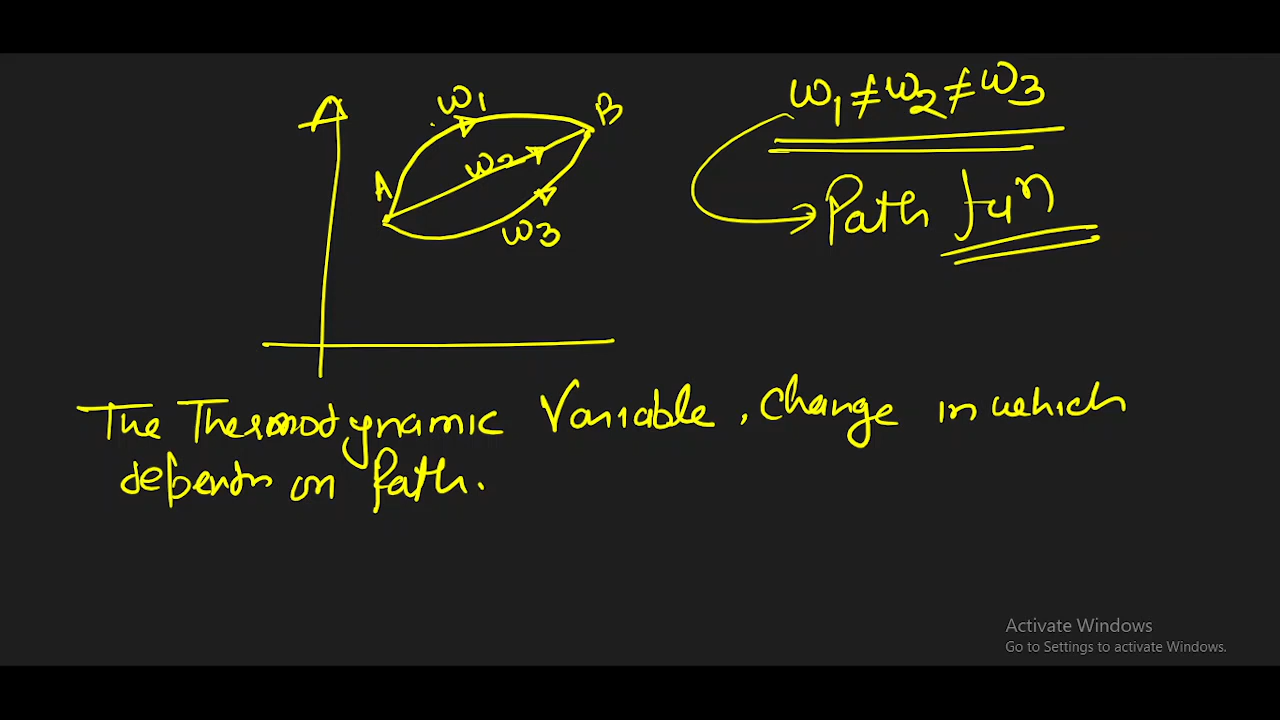 w1
B
w2
A
w3
w1 ≠ w2 ≠ w3
Path fuⁿ
The Thermodynamic Variable, change in which
depends on Path.
Activate Windows
Go to Settings to activate Windows.